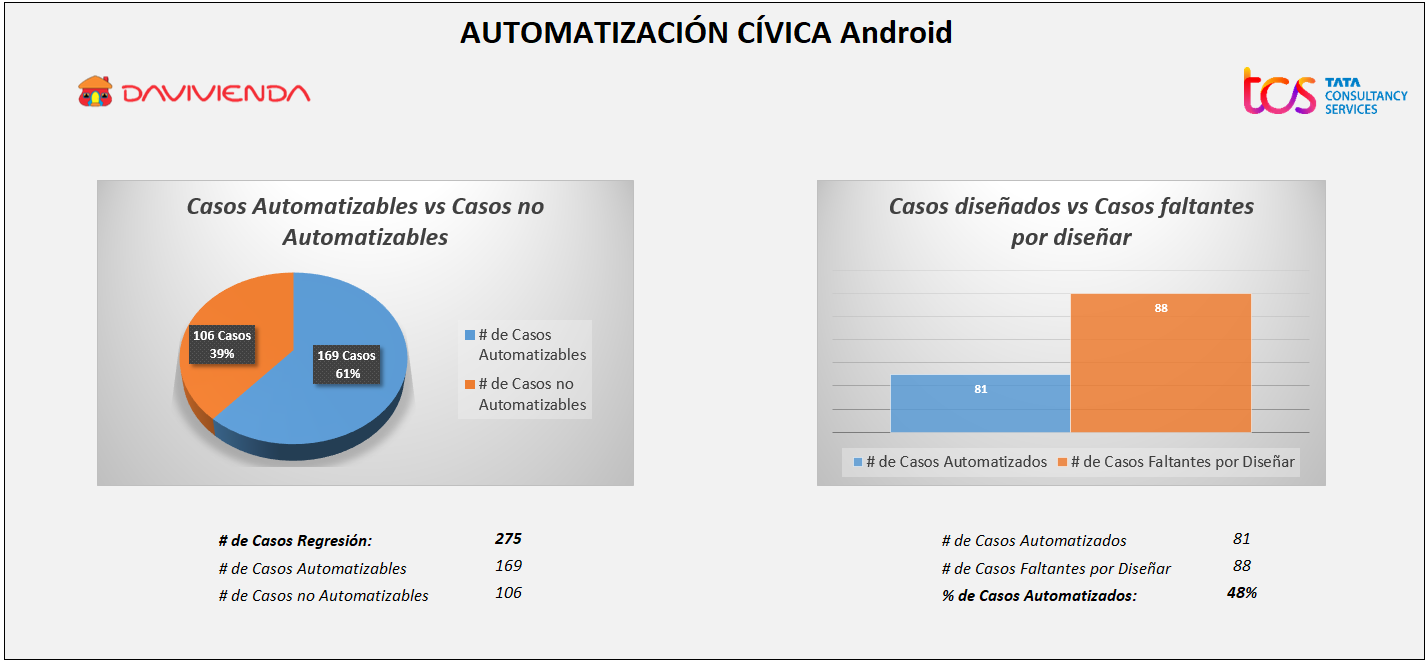 AUTOMATIZACIÓN CÍVICA Android
DAVIVIENDA
tcs
TATA
CONSULTANCY
SERVICES
Casos Automatizables vs Casos no
Automatizables
106 Casos
39%
169 Casos
61%
# de Casos
Automatizables
# de Casos no
Automatizables
Casos diseñados vs Casos faltantes
por diseñar
88
81
# de Casos Automatizados
# de Casos Faltantes por Diseñar
# de Casos Regresión: 275
# de Casos Automatizables 169
# de Casos no Automatizables 106
# de Casos Automatizados 81
# de Casos Faltantes por Diseñar 88
% de Casos Automatizados: 48%